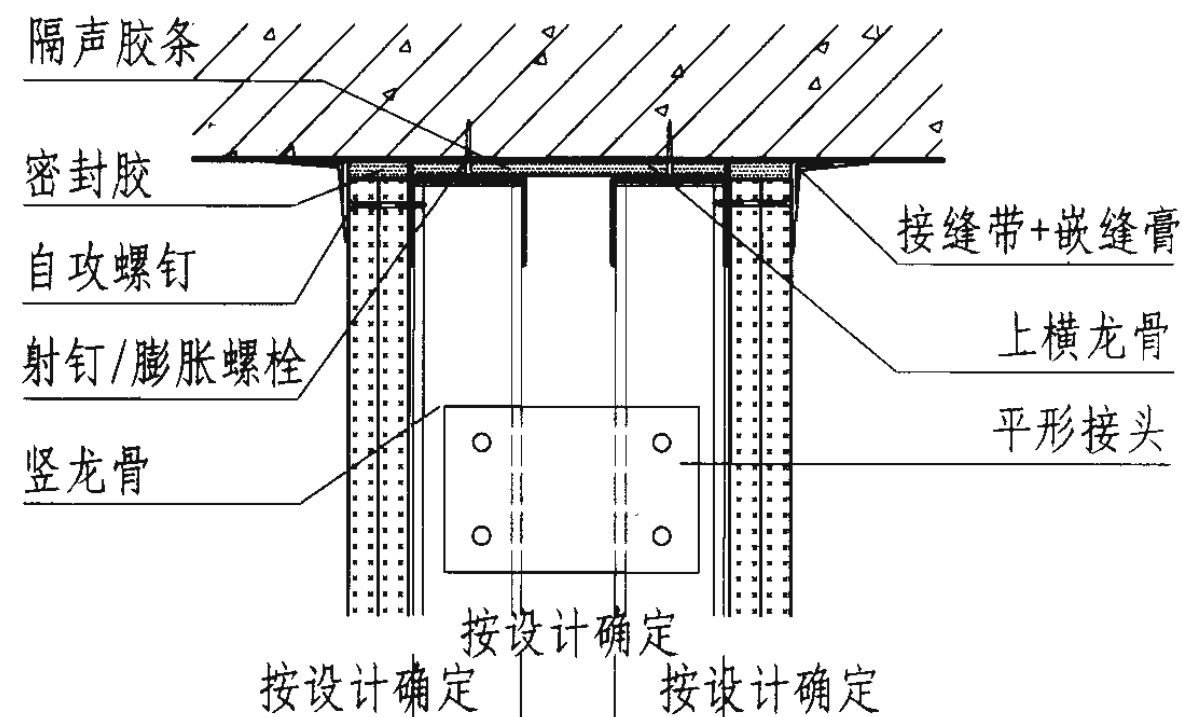 隔声胶条
密封胶
自攻螺钉
射钉/膨胀螺栓
竖龙骨
接缝带+嵌缝膏
上横龙骨
平形接头
按设计确定
按设计确定
按设计确定